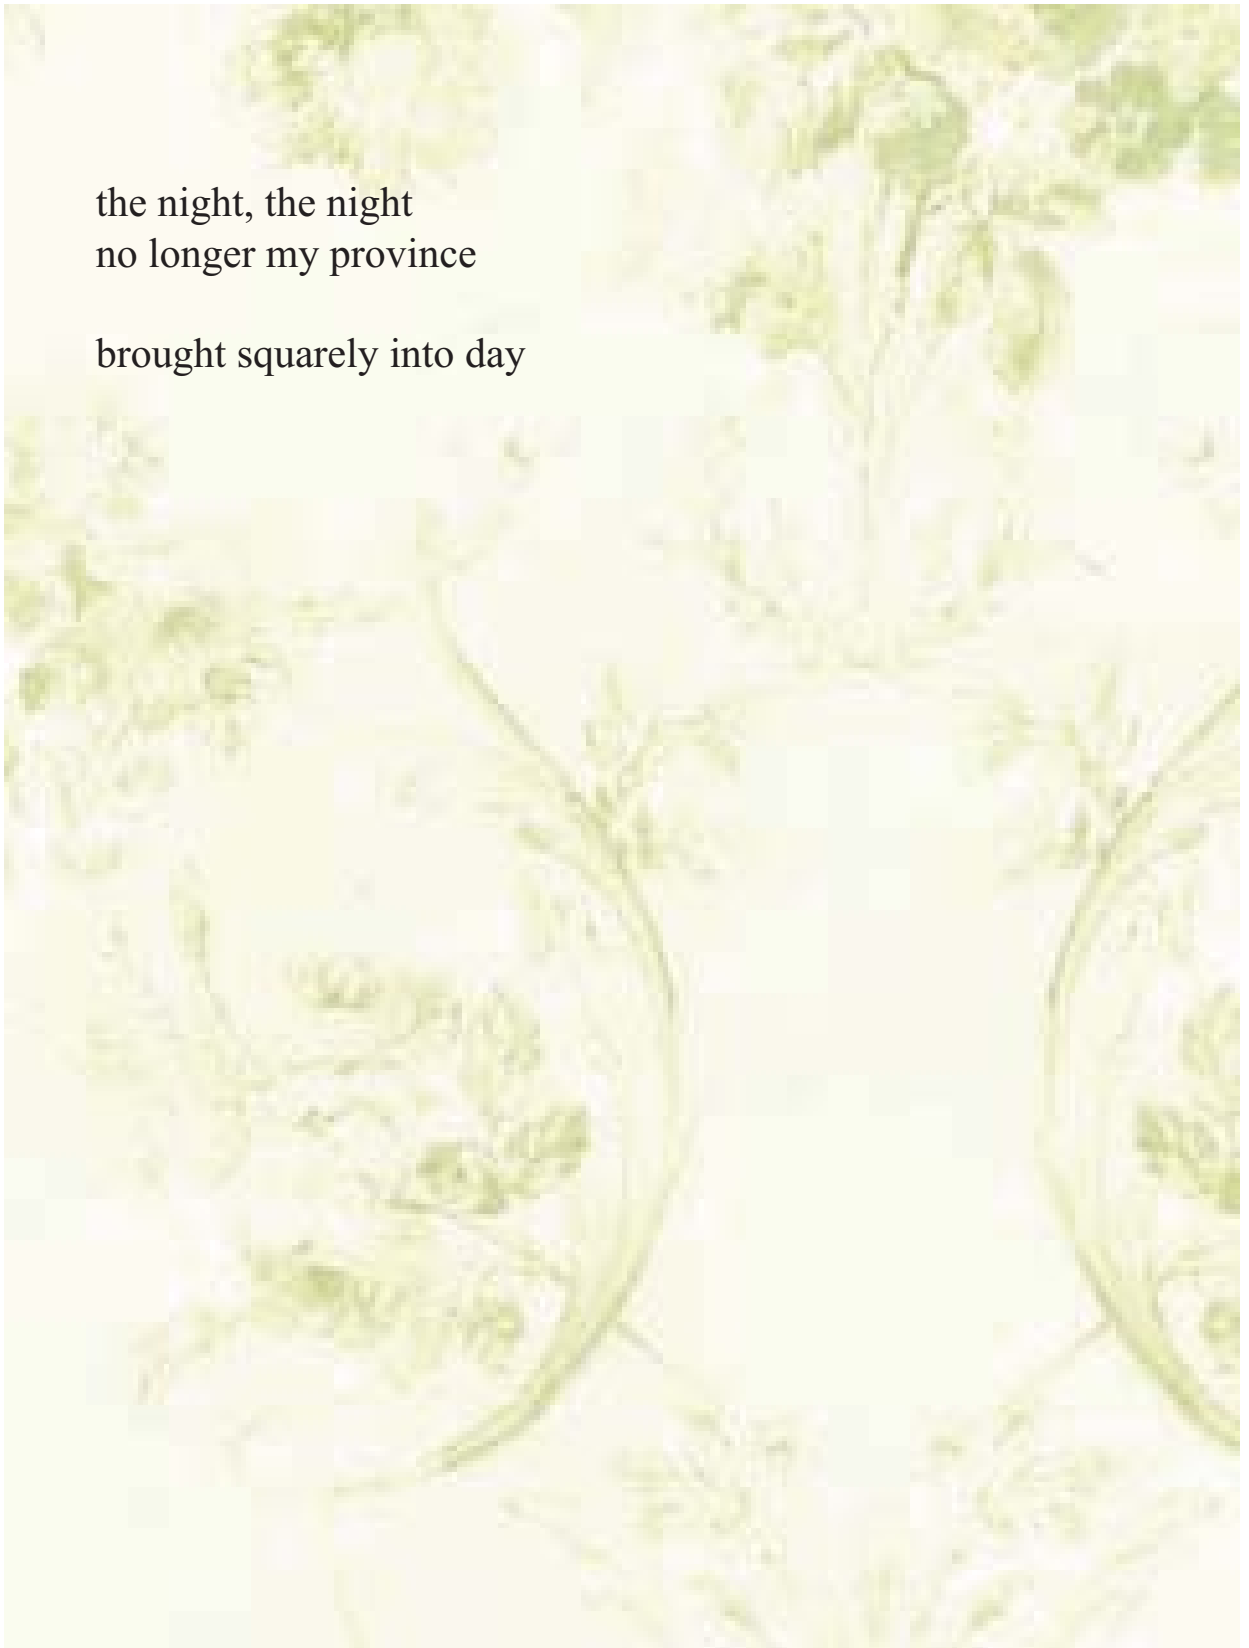 the night, the night
no longer my province
brought squarely into day